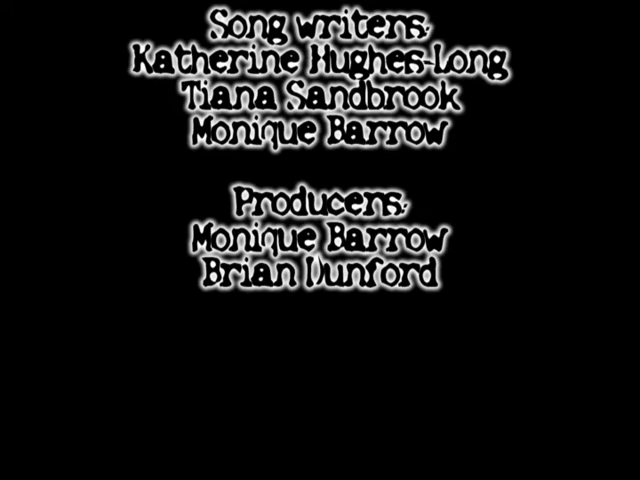 Song writers:
Katherine Hughes-Long
Tiana Sandbrook
Monique Barrow
Producers:
Monique Barrow
Brian Dunford